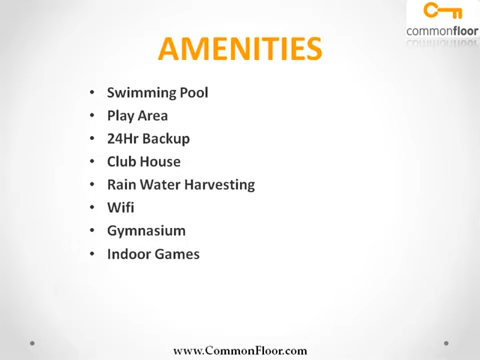 commonfloor
AMENITIES
• Swimming Pool
• Play Area
• 24Hr Backup
• Club House
• Rain Water Harvesting
• Wifi
• Gymnasium
• Indoor Games
www.CommonFloor.com